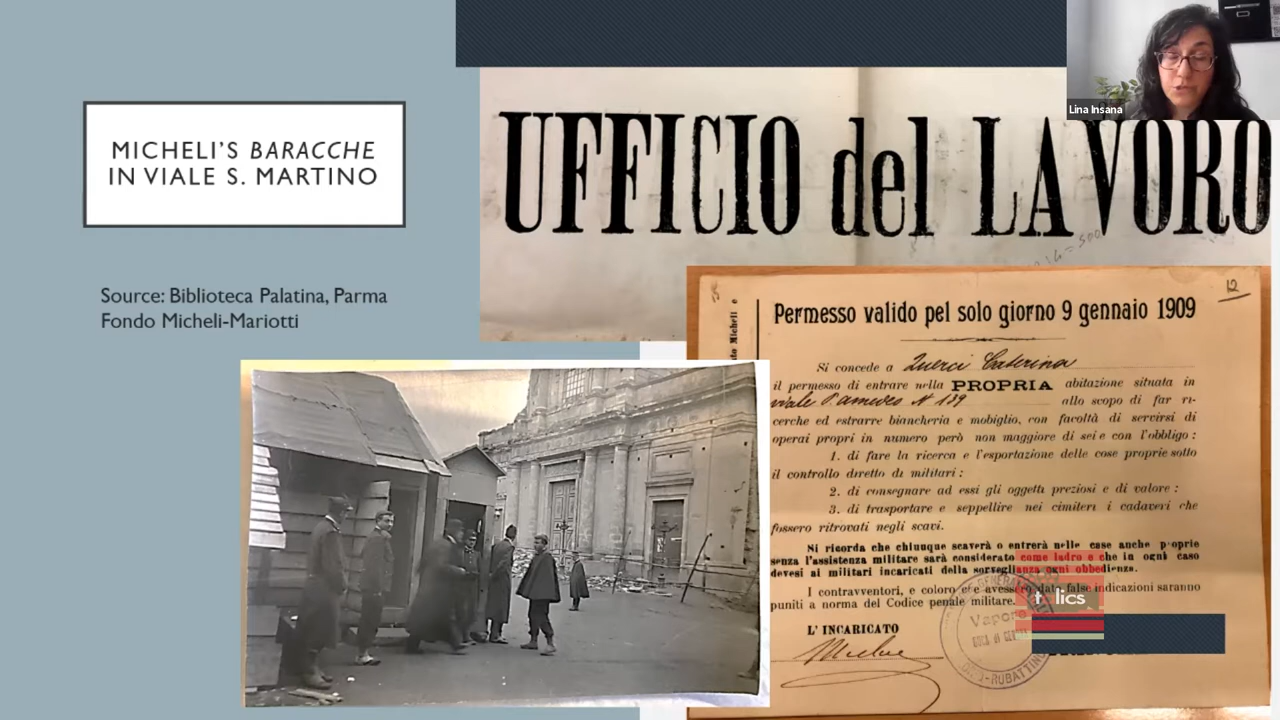 MICHELI'S BARACCHE
IN VIALE S. MARTINO
Source: Biblioteca Palatina, Parma
Fondo Micheli-Mariotti
Lina Insana
UFFICIO del LAVORO
12
Permesso valido pel solo giorno 9 gennaio 1909
Si concede a Querci Caterina
il permesso di entrare nella PROPRIA abitazione situata in
viale N 139 allo scopo di far ri-
cerche ed estrarre biancheria e mobiglio, con facoltà di servirsi di
operai propri in numero però non maggiore di sei e con l'obbligo:
1. di fare la ricerca e l'esportazione delle cose proprie sotto
il controllo diretto di militari:
2. di consegnare ad essi gli oggetti preziosi e di valore:
3. di trasportare e seppellire nei cimiteri i cadaveri che
fossero ritrovati negli scavi.
Si ricorda che chiunque scaverà o entrerà nelle case anche proprie
senza l'assistenza militare sarà considerato come ladro e che in ogni caso
devesi ai militari incaricati della sorveglianza ogni obbedienza.
I contravventori, e coloro che avessero dato false indicazioni saranno
puniti a norma del Codice penale militare.
L'INCARICATO
Vapore